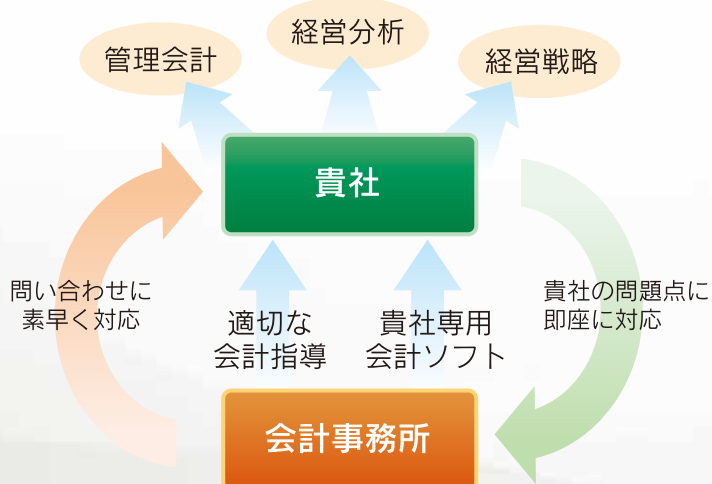 経営分析
管理会計
経営戦略
貴社
問い合わせに
素早く対応
適切な
会計指導
貴社専用
会計ソフト
貴社の問題点に
即座に対応
会計事務所